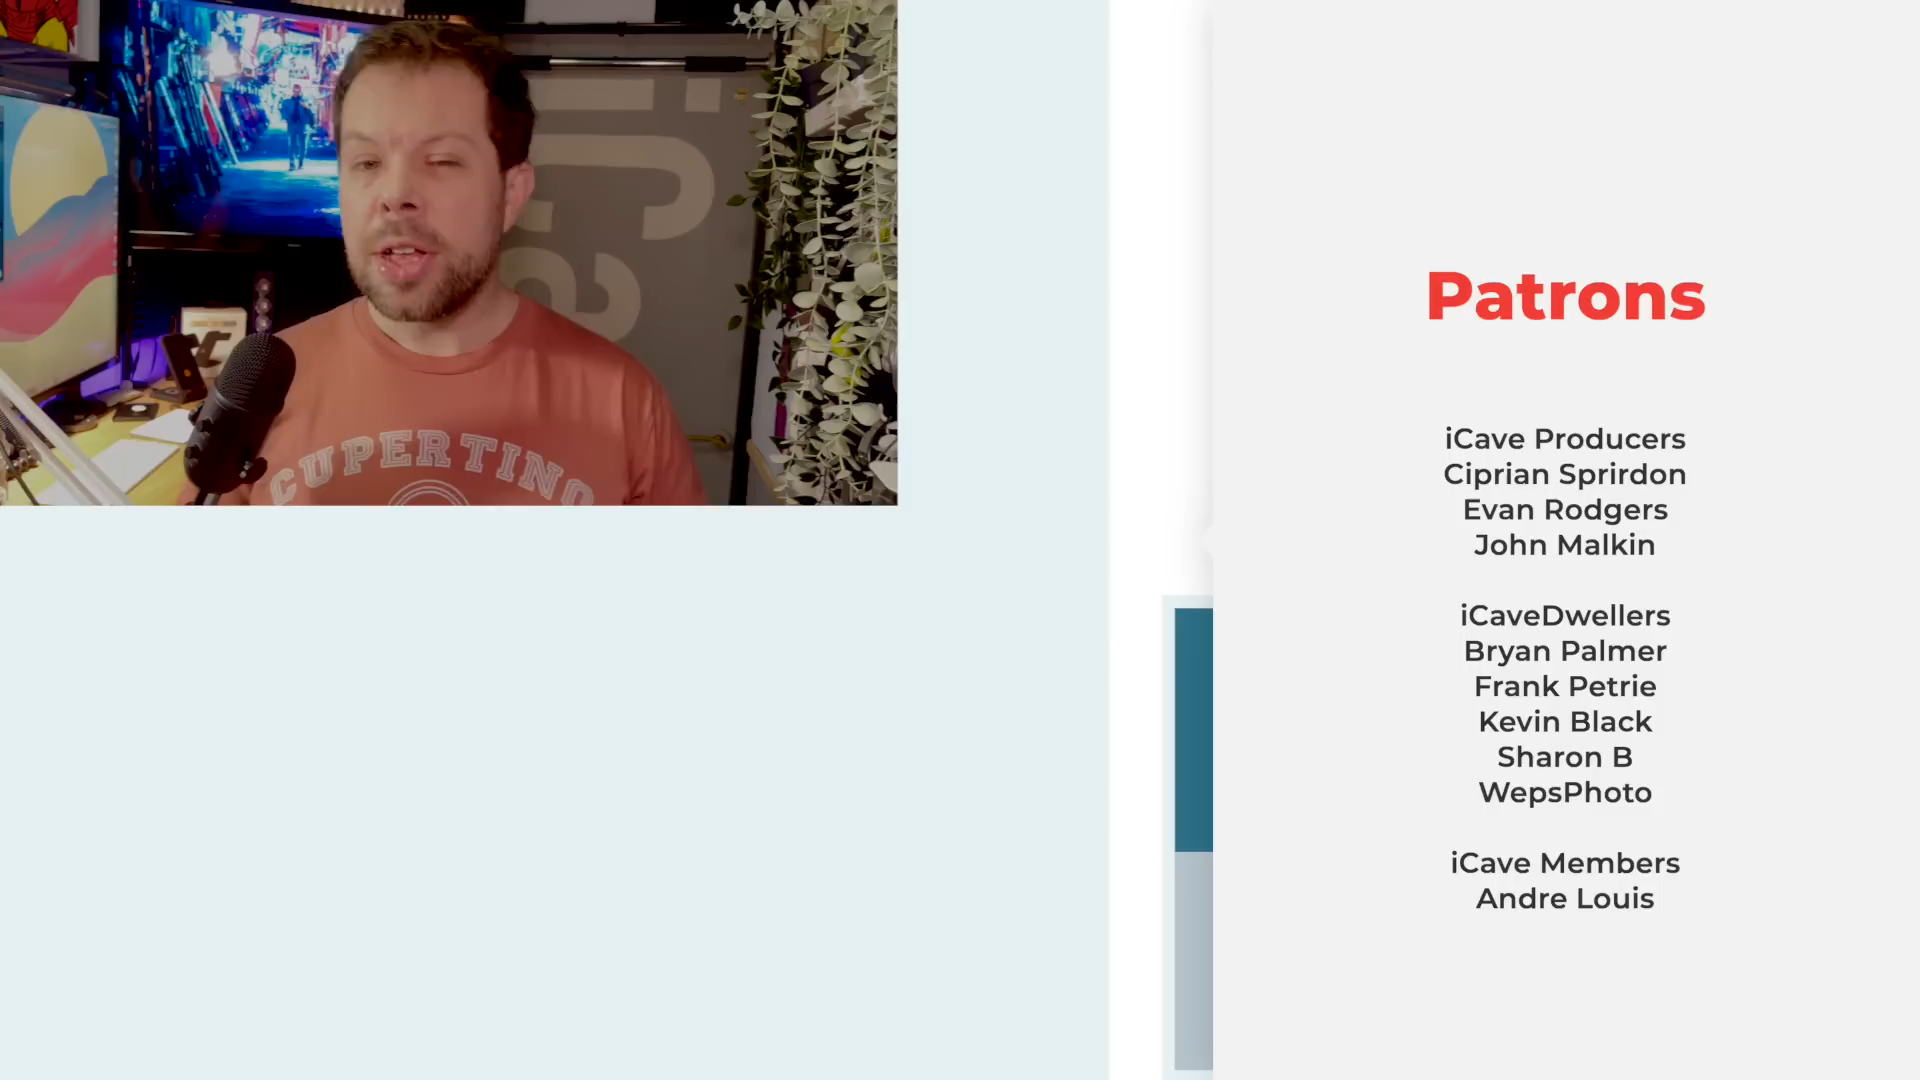 CUPERTINO
Patrons
iCave Producers
Ciprian Sprirdon
Evan Rodgers
John Malkin
iCaveDwellers
Bryan Palmer
Frank Petrie
Kevin Black
Sharon B
WepsPhoto
iCave Members
Andre Louis